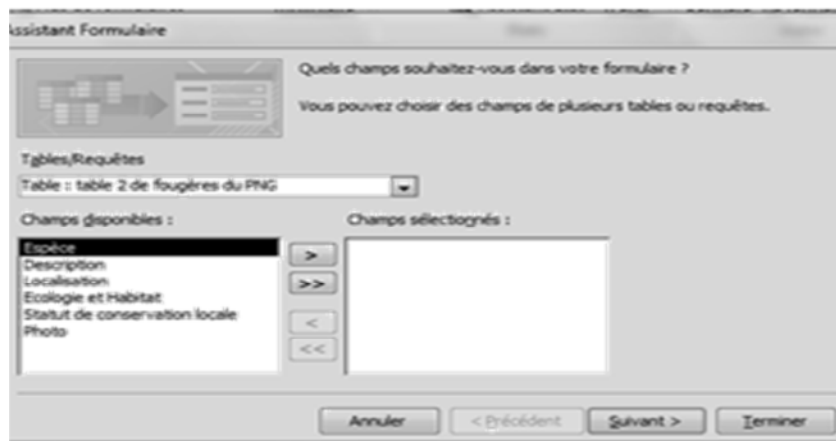 Assistant Formulaire
Quels champs souhaitez-vous dans votre formulaire ?
Vous pouvez choisir des champs de plusieurs tables ou requêtes.
Tables/Requêtes
Table : table 2 de fougères du PNG
Champs disponibles :
Champs sélectionnés :
Espèce
Description
Localisation
Ecologie et Habitat
Statut de conservation locale
Photo
>
>>
<
<<
Annuler
< Précédent
Suivant >
Terminer